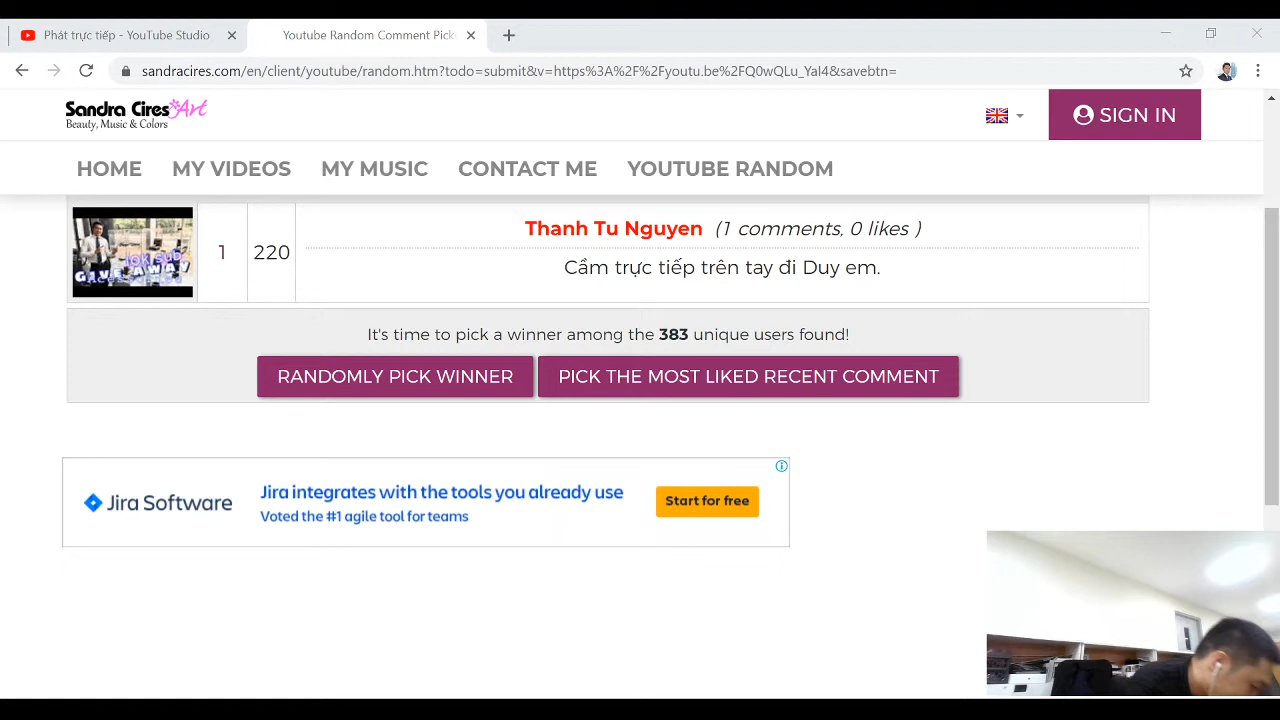 Phát trực tiếp - YouTube Studio
Youtube Random Comment Pick
sandracires.com/en/client/youtube/random.htm?todo=submit&v=https%3A%2F%2Fyoutu.be%2FQ0wQLu_YaI4&savebtn=
Sandra Cires Art
Beauty, Music & Colors
SIGN IN
HOME MY VIDEOS MY MUSIC CONTACT ME YOUTUBE RANDOM
10K SUB
GIVE AWAY
1 220
Thanh Tu Nguyen (1 comments, 0 likes )
Cầm trực tiếp trên tay đi Duy em.
It's time to pick a winner among the 383 unique users found!
RANDOMLY PICK WINNER PICK THE MOST LIKED RECENT COMMENT
Jira Software
Jira integrates with the tools you already use
Voted the #1 agile tool for teams
Start for free